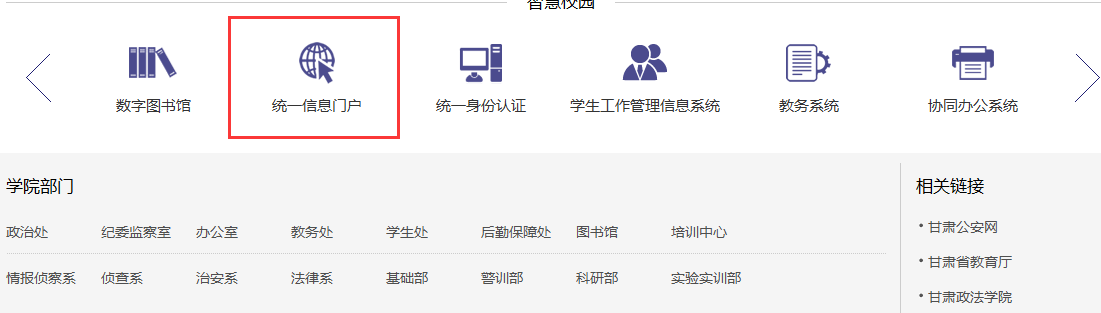 智慧校园
数字图书馆 统一信息门户 统一身份认证 学生工作管理信息系统 教务系统 协同办公系统
学院部门
政治处 纪委监察室 办公室 教务处 学生处 后勤保障处 图书馆 培训中心
情报侦察系 侦查系 治安系 法律系 基础部 警训部 科研部 实验实训部
相关链接
• 甘肃公安网
• 甘肃省教育厅
• 甘肃政法学院